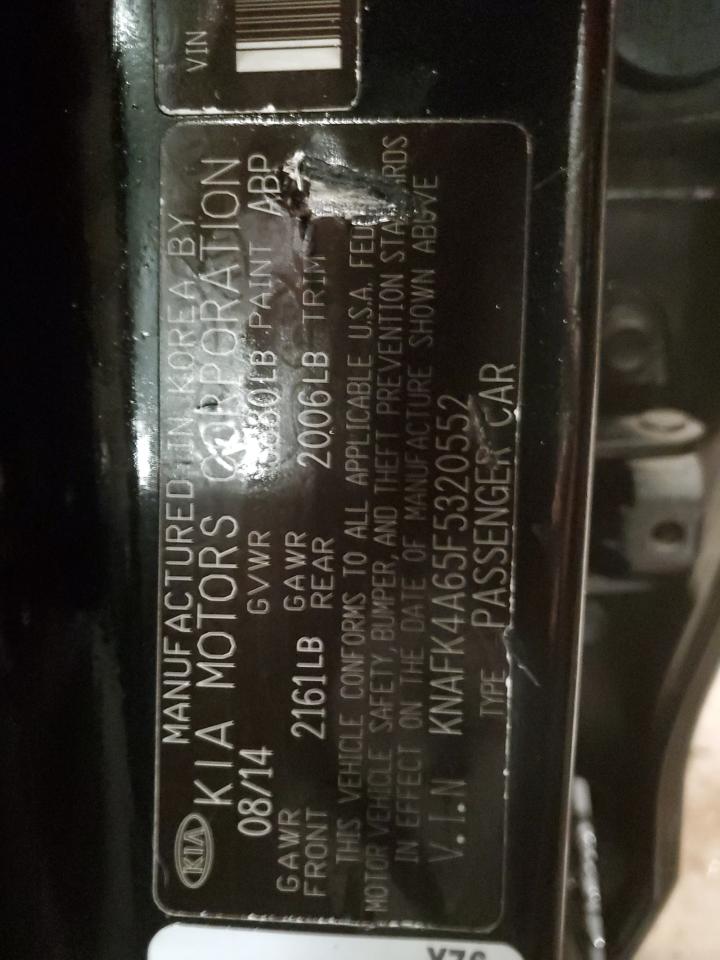 VIN
KIA
MANUFACTURED IN KOREA BY
KIA MOTORS CORPORATION
08/14 GVWR PAINT ABP
GAWR FRONT 2161LB GAWR REAR 2006LB TRIM
THIS VEHICLE CONFORMS TO ALL APPLICABLE U.S.A.
MOTOR VEHICLE SAFETY, BUMPER, AND THEFT PREVENTION STANDARDS
IN EFFECT ON THE DATE OF MANUFACTURE SHOWN ABOVE
V.I.N KNAFK4A65F5320552
TYPE PASSENGER CAR